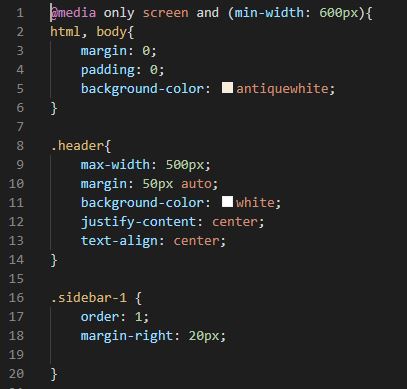 1 @media only screen and (min-width: 600px){
2 html, body{
3     margin: 0;
4     padding: 0;
5     background-color: antiquewhite;
6 }
7
8 .header{
9     max-width: 500px;
10     margin: 50px auto;
11     background-color: white;
12     justify-content: center;
13     text-align: center;
14 }
15
16 .sidebar-1 {
17     order: 1;
18     margin-right: 20px;
19
20 }